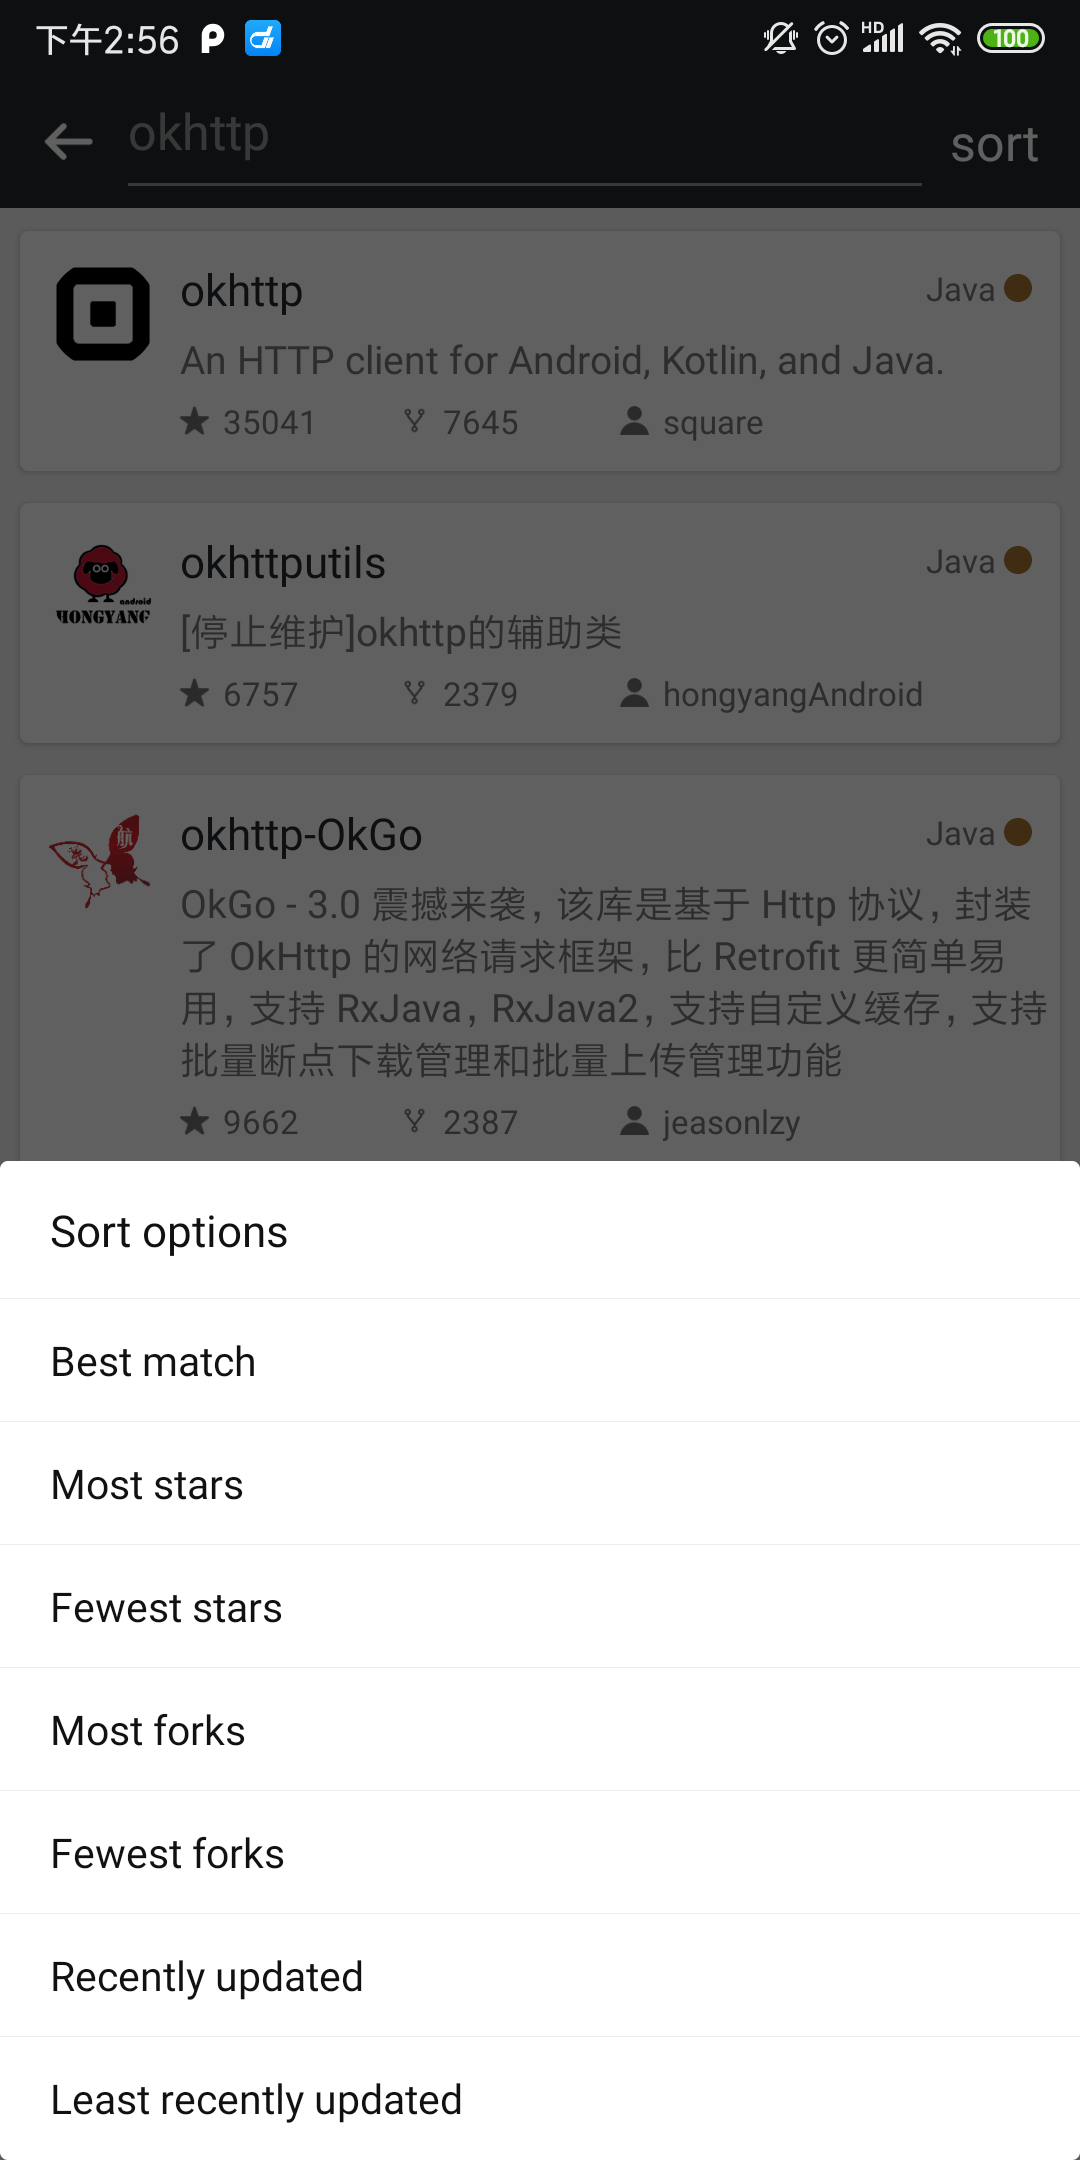 下午2:56
HD
100
okhttp
sort
okhttp
Java
An HTTP client for Android, Kotlin, and Java.
35041
7645
square
okhttputils
Java
android
HONGYANG
[停止维护]okhttp的辅助类
6757
2379
hongyangAndroid
航
okhttp-OkGo
Java
OkGo - 3.0 震撼来袭，该库是基于 Http 协议，封装
了 OkHttp 的网络请求框架，比 Retrofit 更简单易
用，支持 RxJava，RxJava2，支持自定义缓存，支持
批量断点下载管理和批量上传管理功能
9662
2387
jeasonlzy
Sort options
Best match
Most stars
Fewest stars
Most forks
Fewest forks
Recently updated
Least recently updated